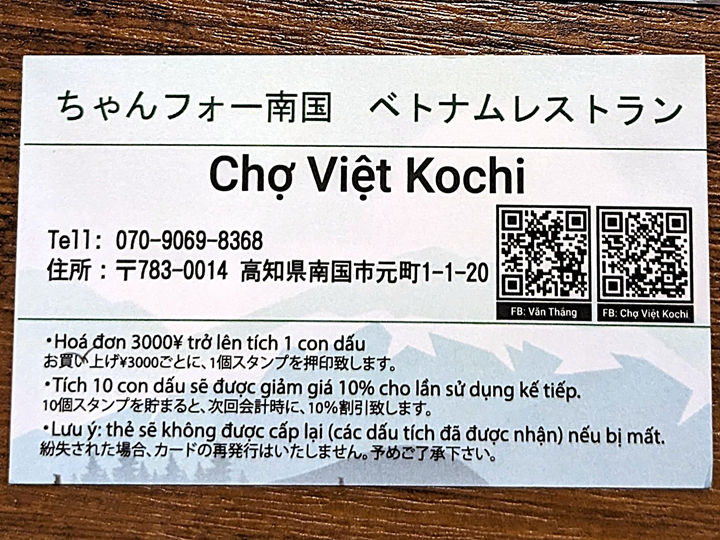 ちゃんフォー南国　ベトナムレストラン
Chợ Việt Kochi
Tell: 070-9069-8368
住所：〒783-0014 高知県南国市元町1-1-20
FB: Văn Thắng
FB: Chợ Việt Kochi
・Hoá đơn 3000¥ trở lên tích 1 con dấu
お買い上げ¥3000ごとに、1個スタンプを押印致します。
・Tích 10 con dấu sẽ được giảm giá 10% cho lần sử dụng kế tiếp.
10個スタンプを貯まると、次回会計時に、10%割引致します。
・Lưu ý: thẻ sẽ không được cấp lại (các dấu tích đã được nhận) nếu bị mất.
紛失された場合、カードの再発行はいたしません。予めご了承下さい。